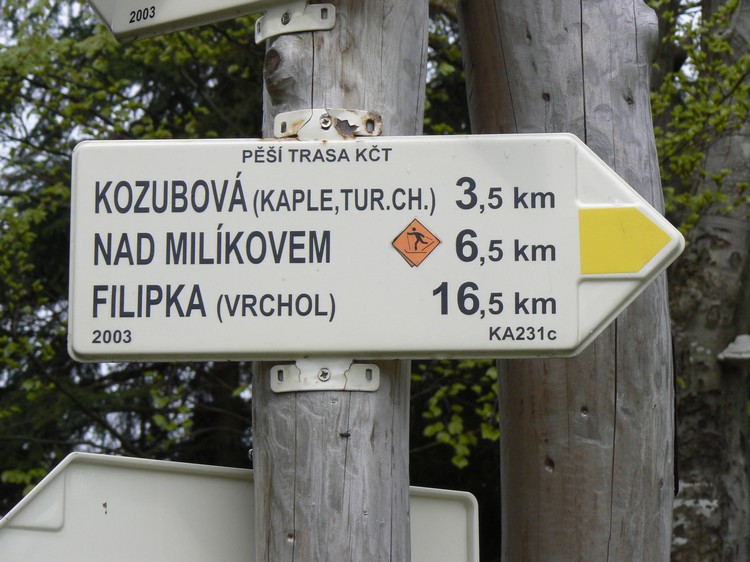 2003
PĚŠÍ TRASA KČT
KOZUBOVÁ (KAPLE,TUR.CH.) 3,5 km
NAD MILÍKOVEM 6,5 km
FILIPKA (VRCHOL) 16,5 km
2003 KA231c